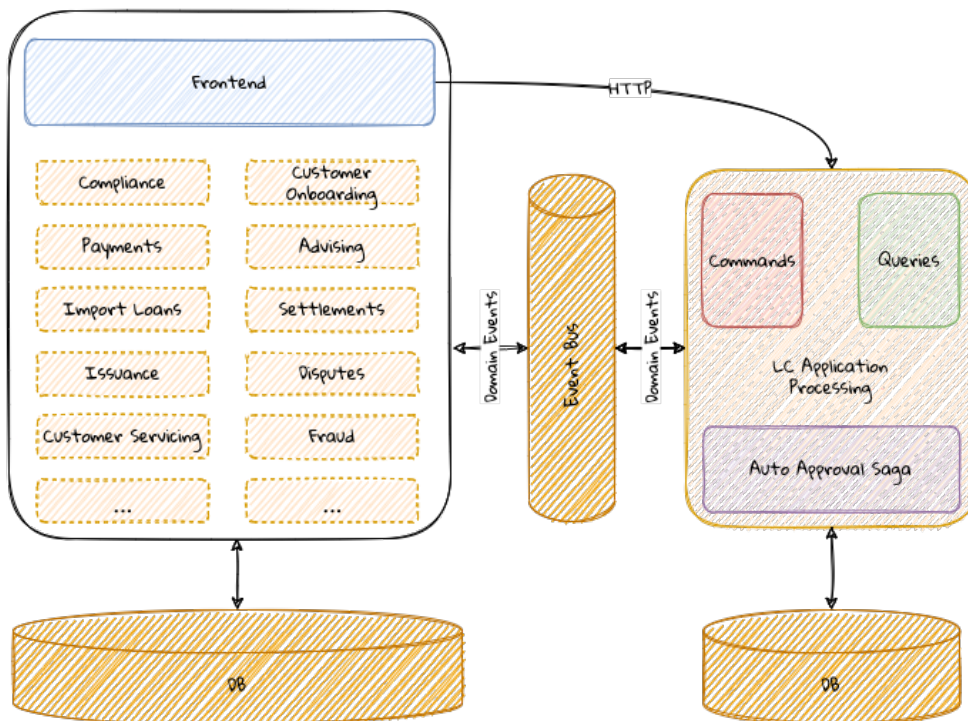 Frontend
HTTP
Compliance
Customer
Onboarding
Payments
Advising
Import Loans
Settlements
Issuance
Disputes
Customer Servicing
Fraud
...
...
Domain Events
Event Bus
Domain Events
Commands
Queries
LC Application
Processing
Auto Approval Saga
DB
DB